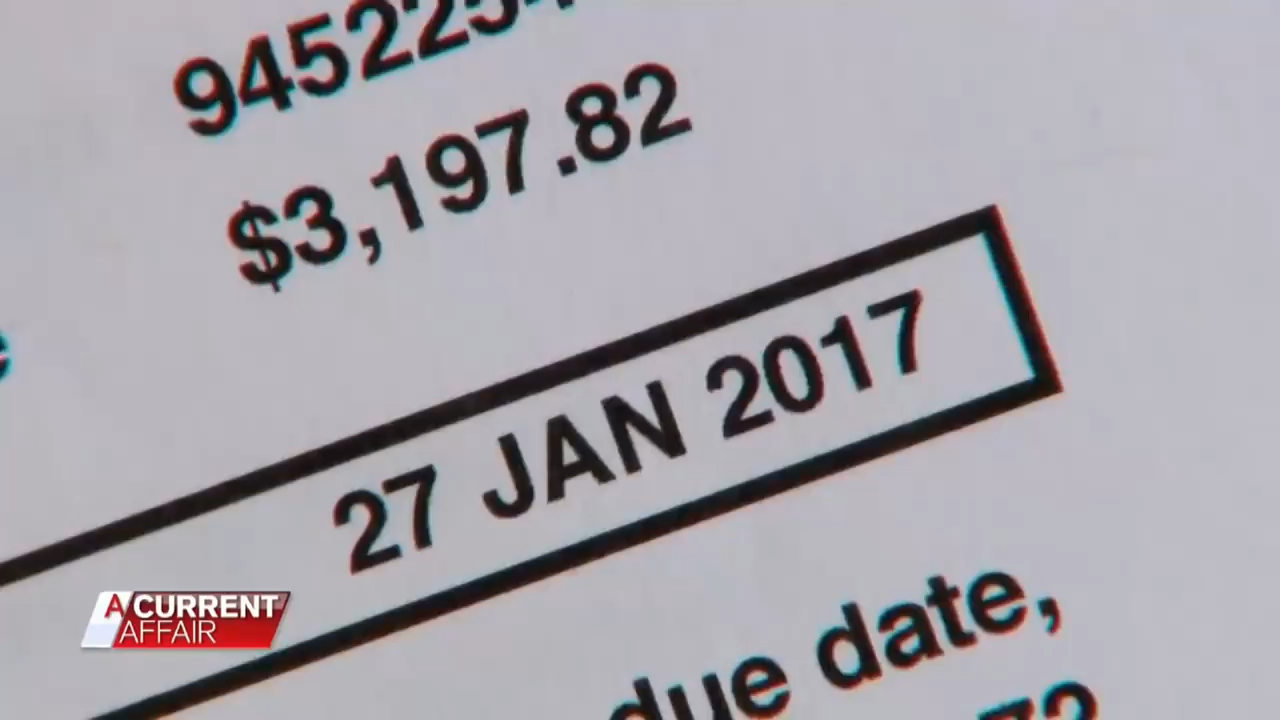 $3,197.82
27 JAN 2017
due date,
A CURRENT
AFFAIR